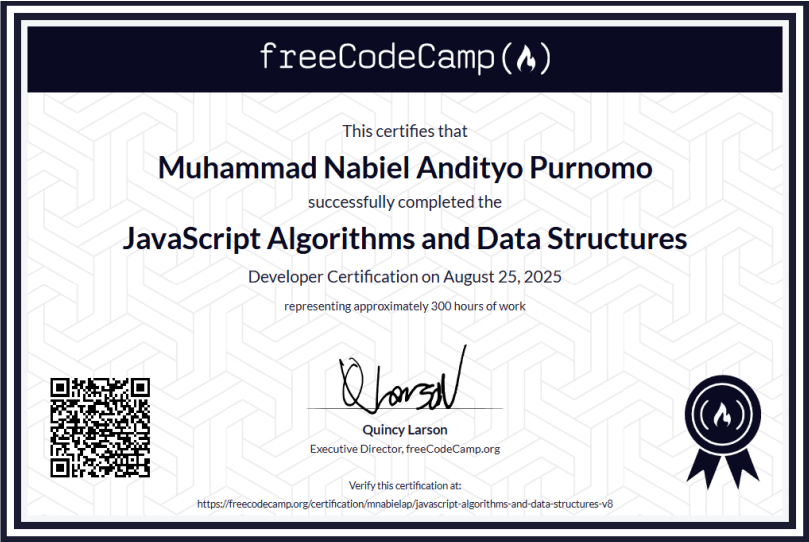 freeCodeCamp
This certifies that
Muhammad Nabiel Andityo Purnomo
successfully completed the
JavaScript Algorithms and Data Structures
Developer Certification on August 25, 2025
representing approximately 300 hours of work
Quincy Larson
Executive Director, freeCodeCamp.org
Verify this certification at:
https://freecodecamp.org/certification/mnabielap/javascript-algorithms-and-data-structures-v8